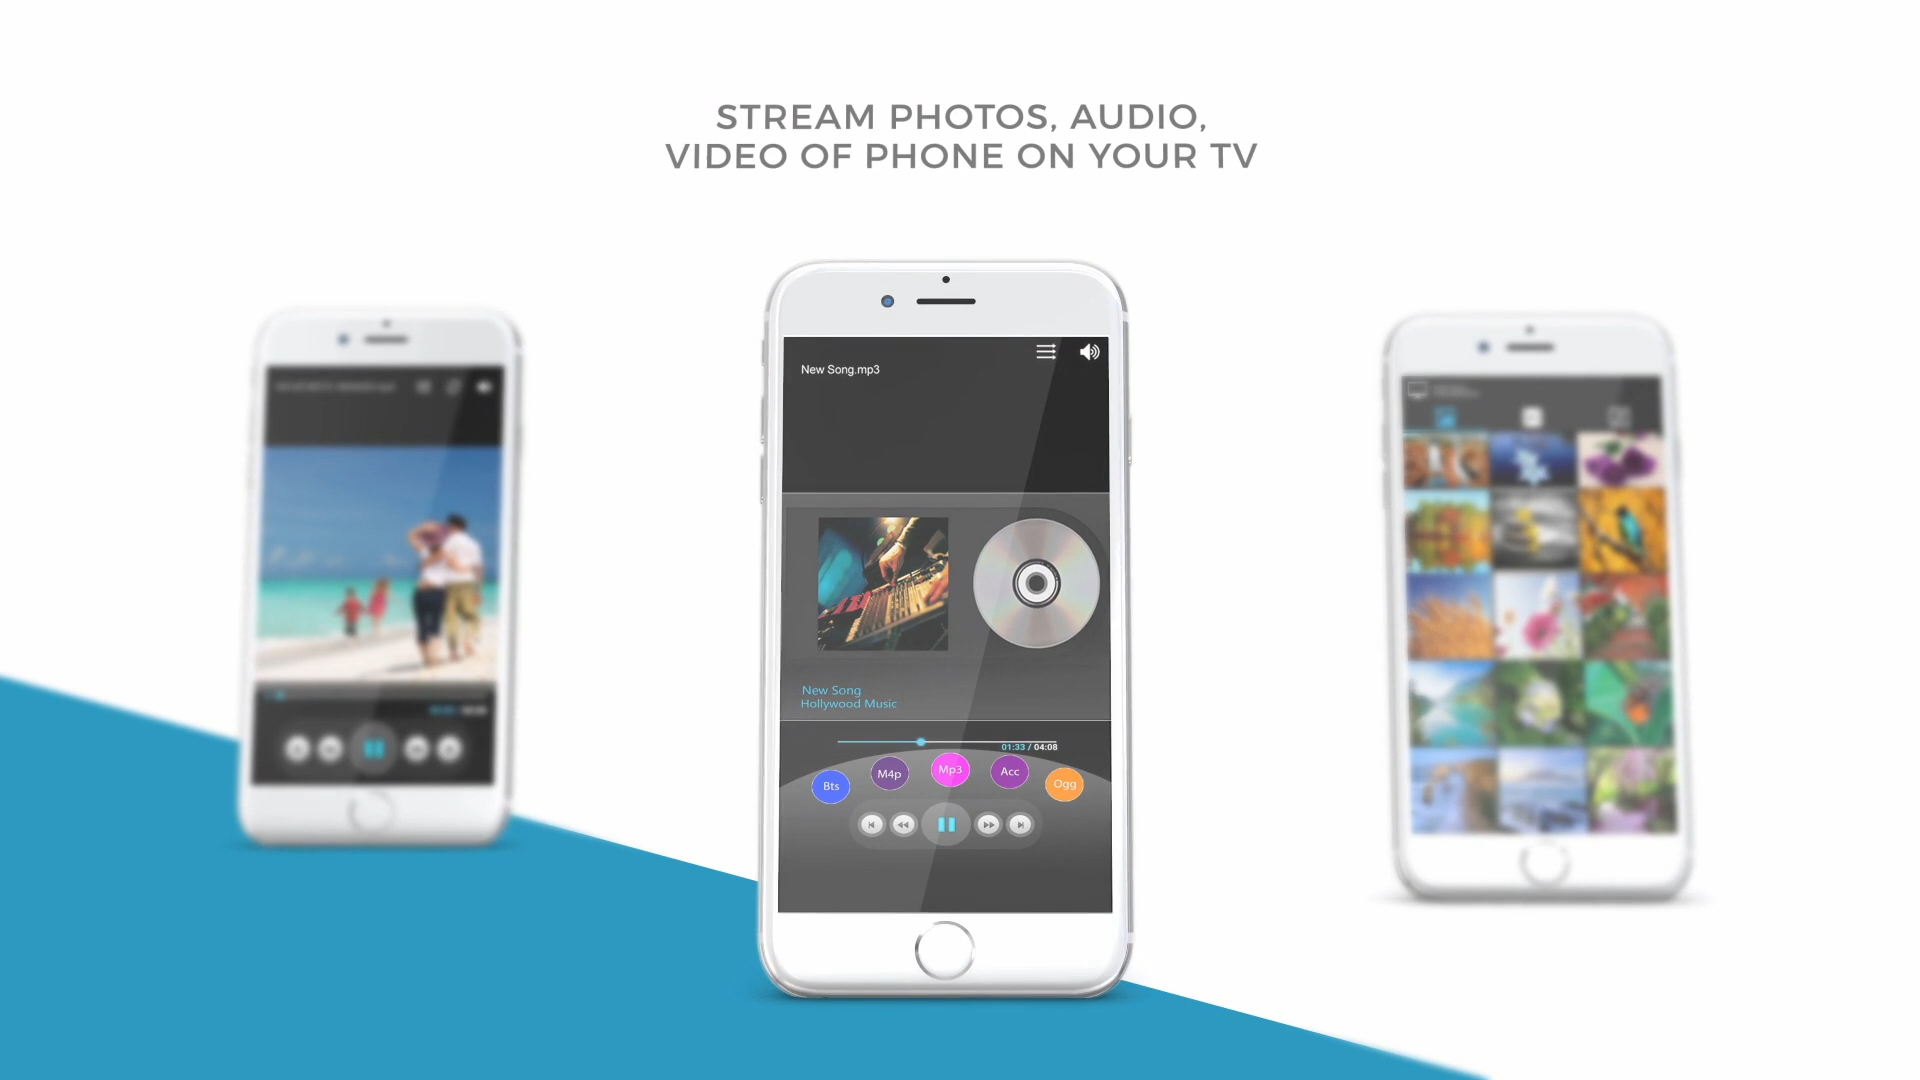 STREAM PHOTOS, AUDIO,
VIDEO OF PHONE ON YOUR TV
New Song.mp3
New Song
Hollywood Music
01:33 / 04:08
Bts
M4p
Mp3
Acc
Ogg